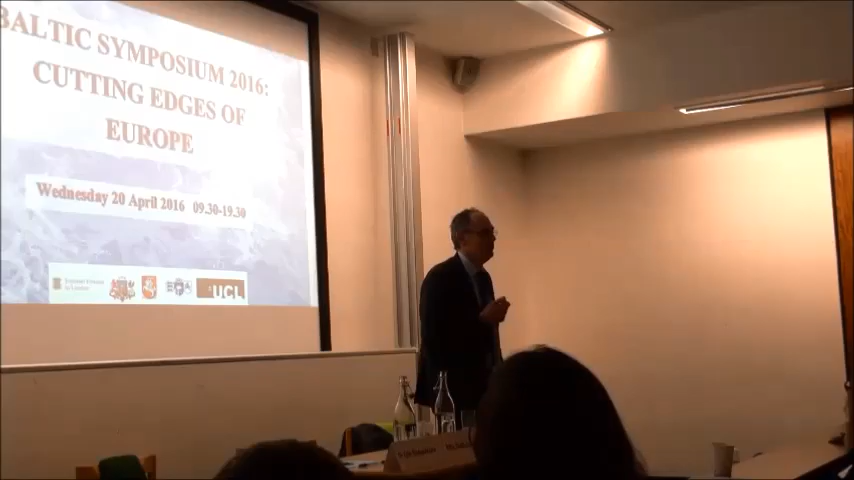 BALTIC SYMPOSIUM 2016:
CUTTING EDGES OF
EUROPE
Wednesday 20 April 2016 09.30-19.30
UCL